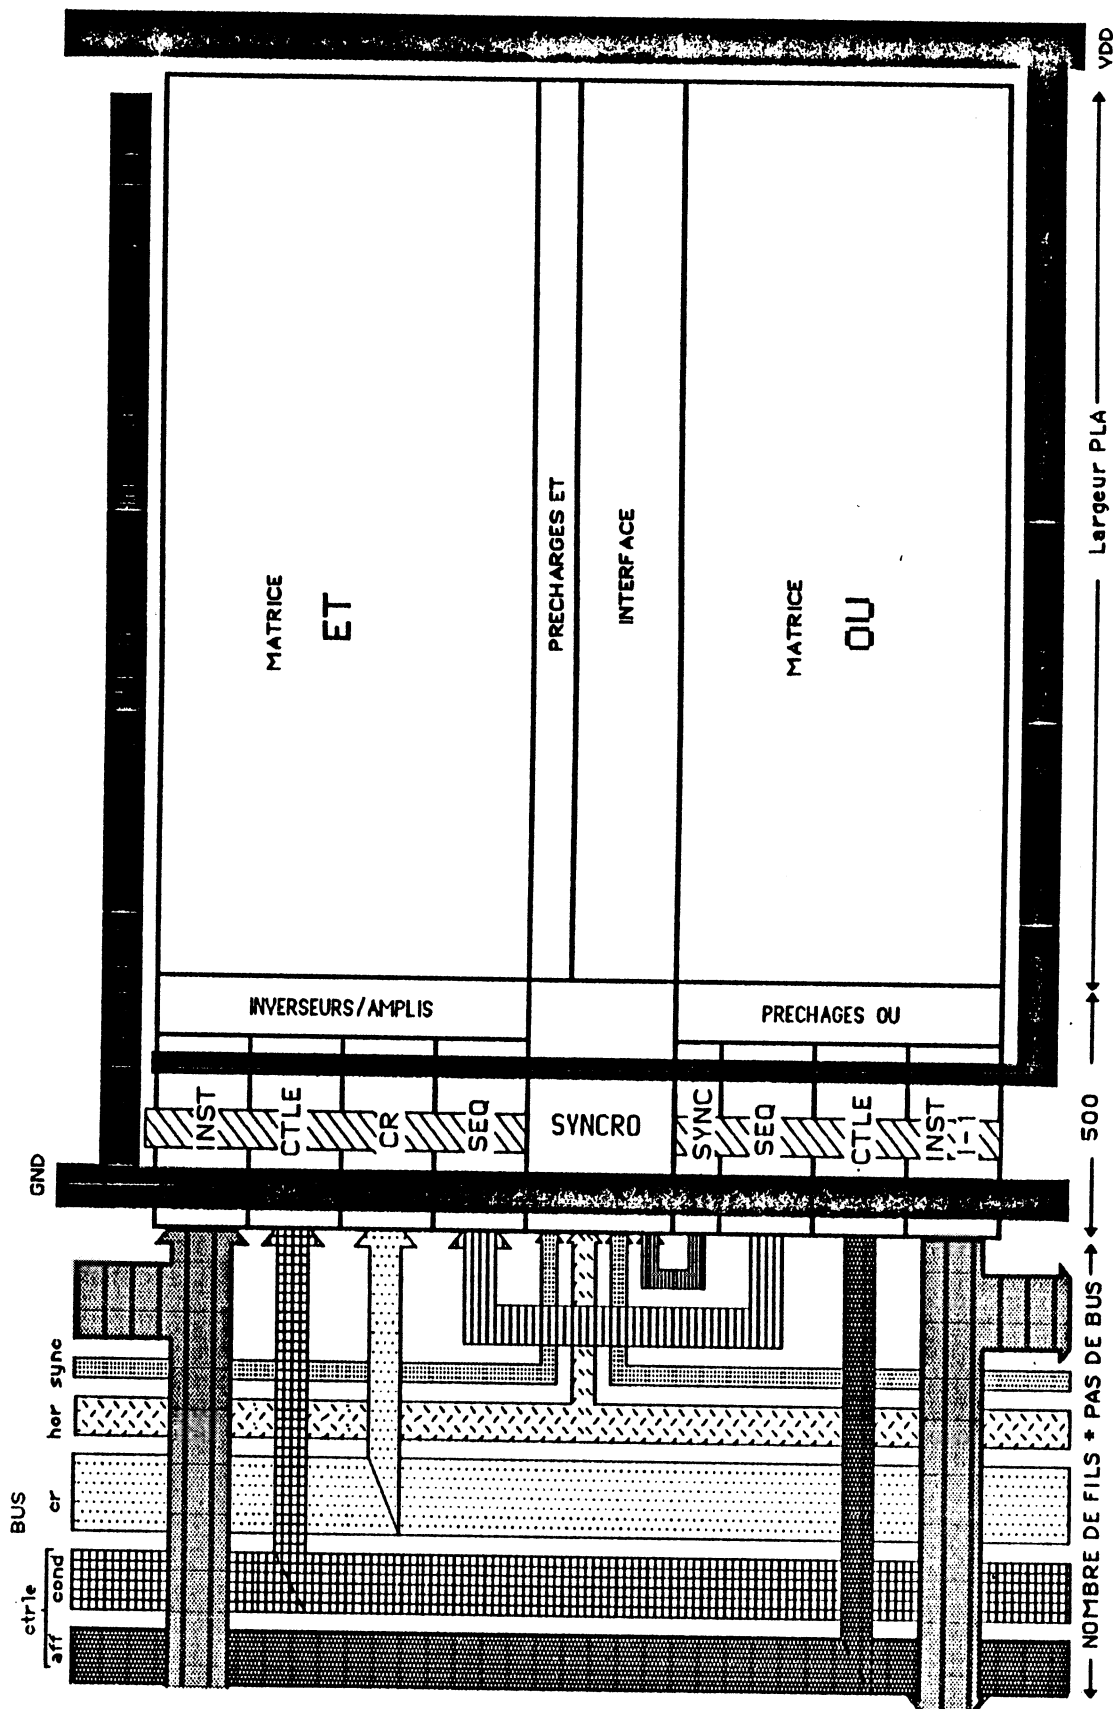 VDD
Largeur PLA
500
NOMBRE DE FILS * PAS DE BUS
MATRICE
ET
PRECHARGES ET
INTERFACE
MATRICE
OU
INVERSEURS/AMPLIS
PRECHAGES OU
INST
CTLE
CR
SEQ
SYNCRO
SYNC
SEQ
CTLE
INST
I-1
GND
BUS
sync
hor
cr
cond
aff
ctrle